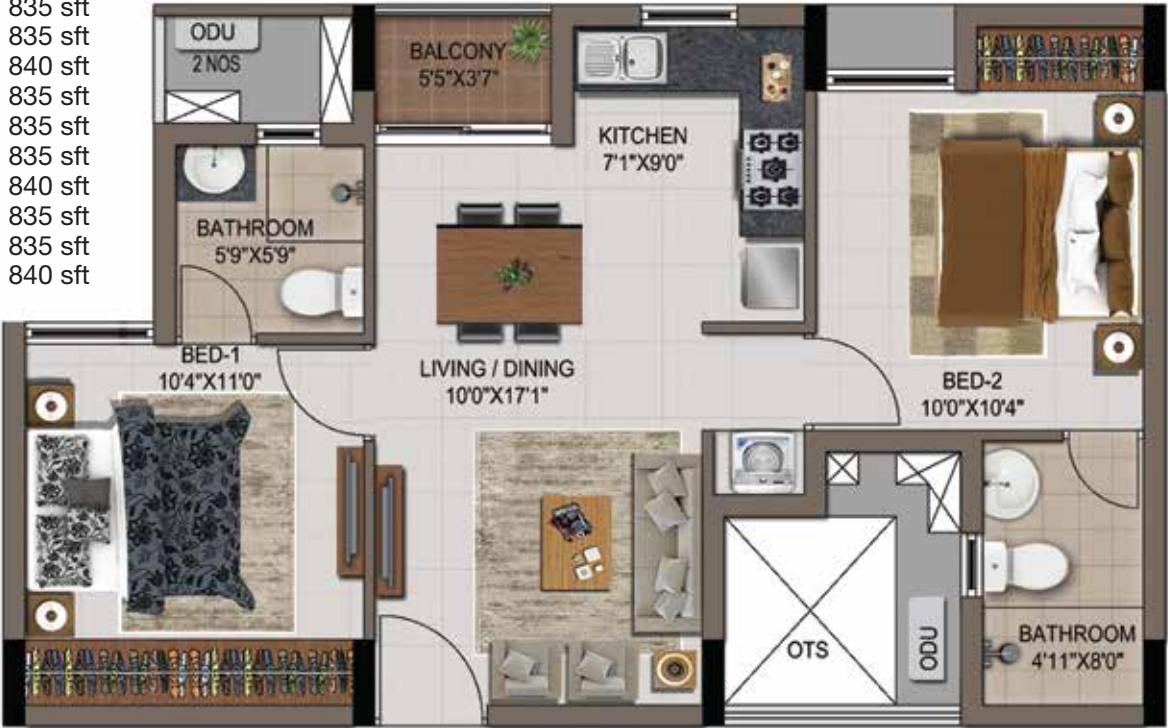 835 sft
835 sft
840 sft
835 sft
835 sft
835 sft
840 sft
835 sft
835 sft
840 sft
ODU
2 NOS
BALCONY
5'5"X3'7"
KITCHEN
7'1"X9'0"
BATHROOM
5'9"X5'9"
BED-1
10'4"X11'0"
LIVING / DINING
10'0"X17'1"
BED-2
10'0"X10'4"
OTS
ODU
BATHROOM
4'11"X8'0"